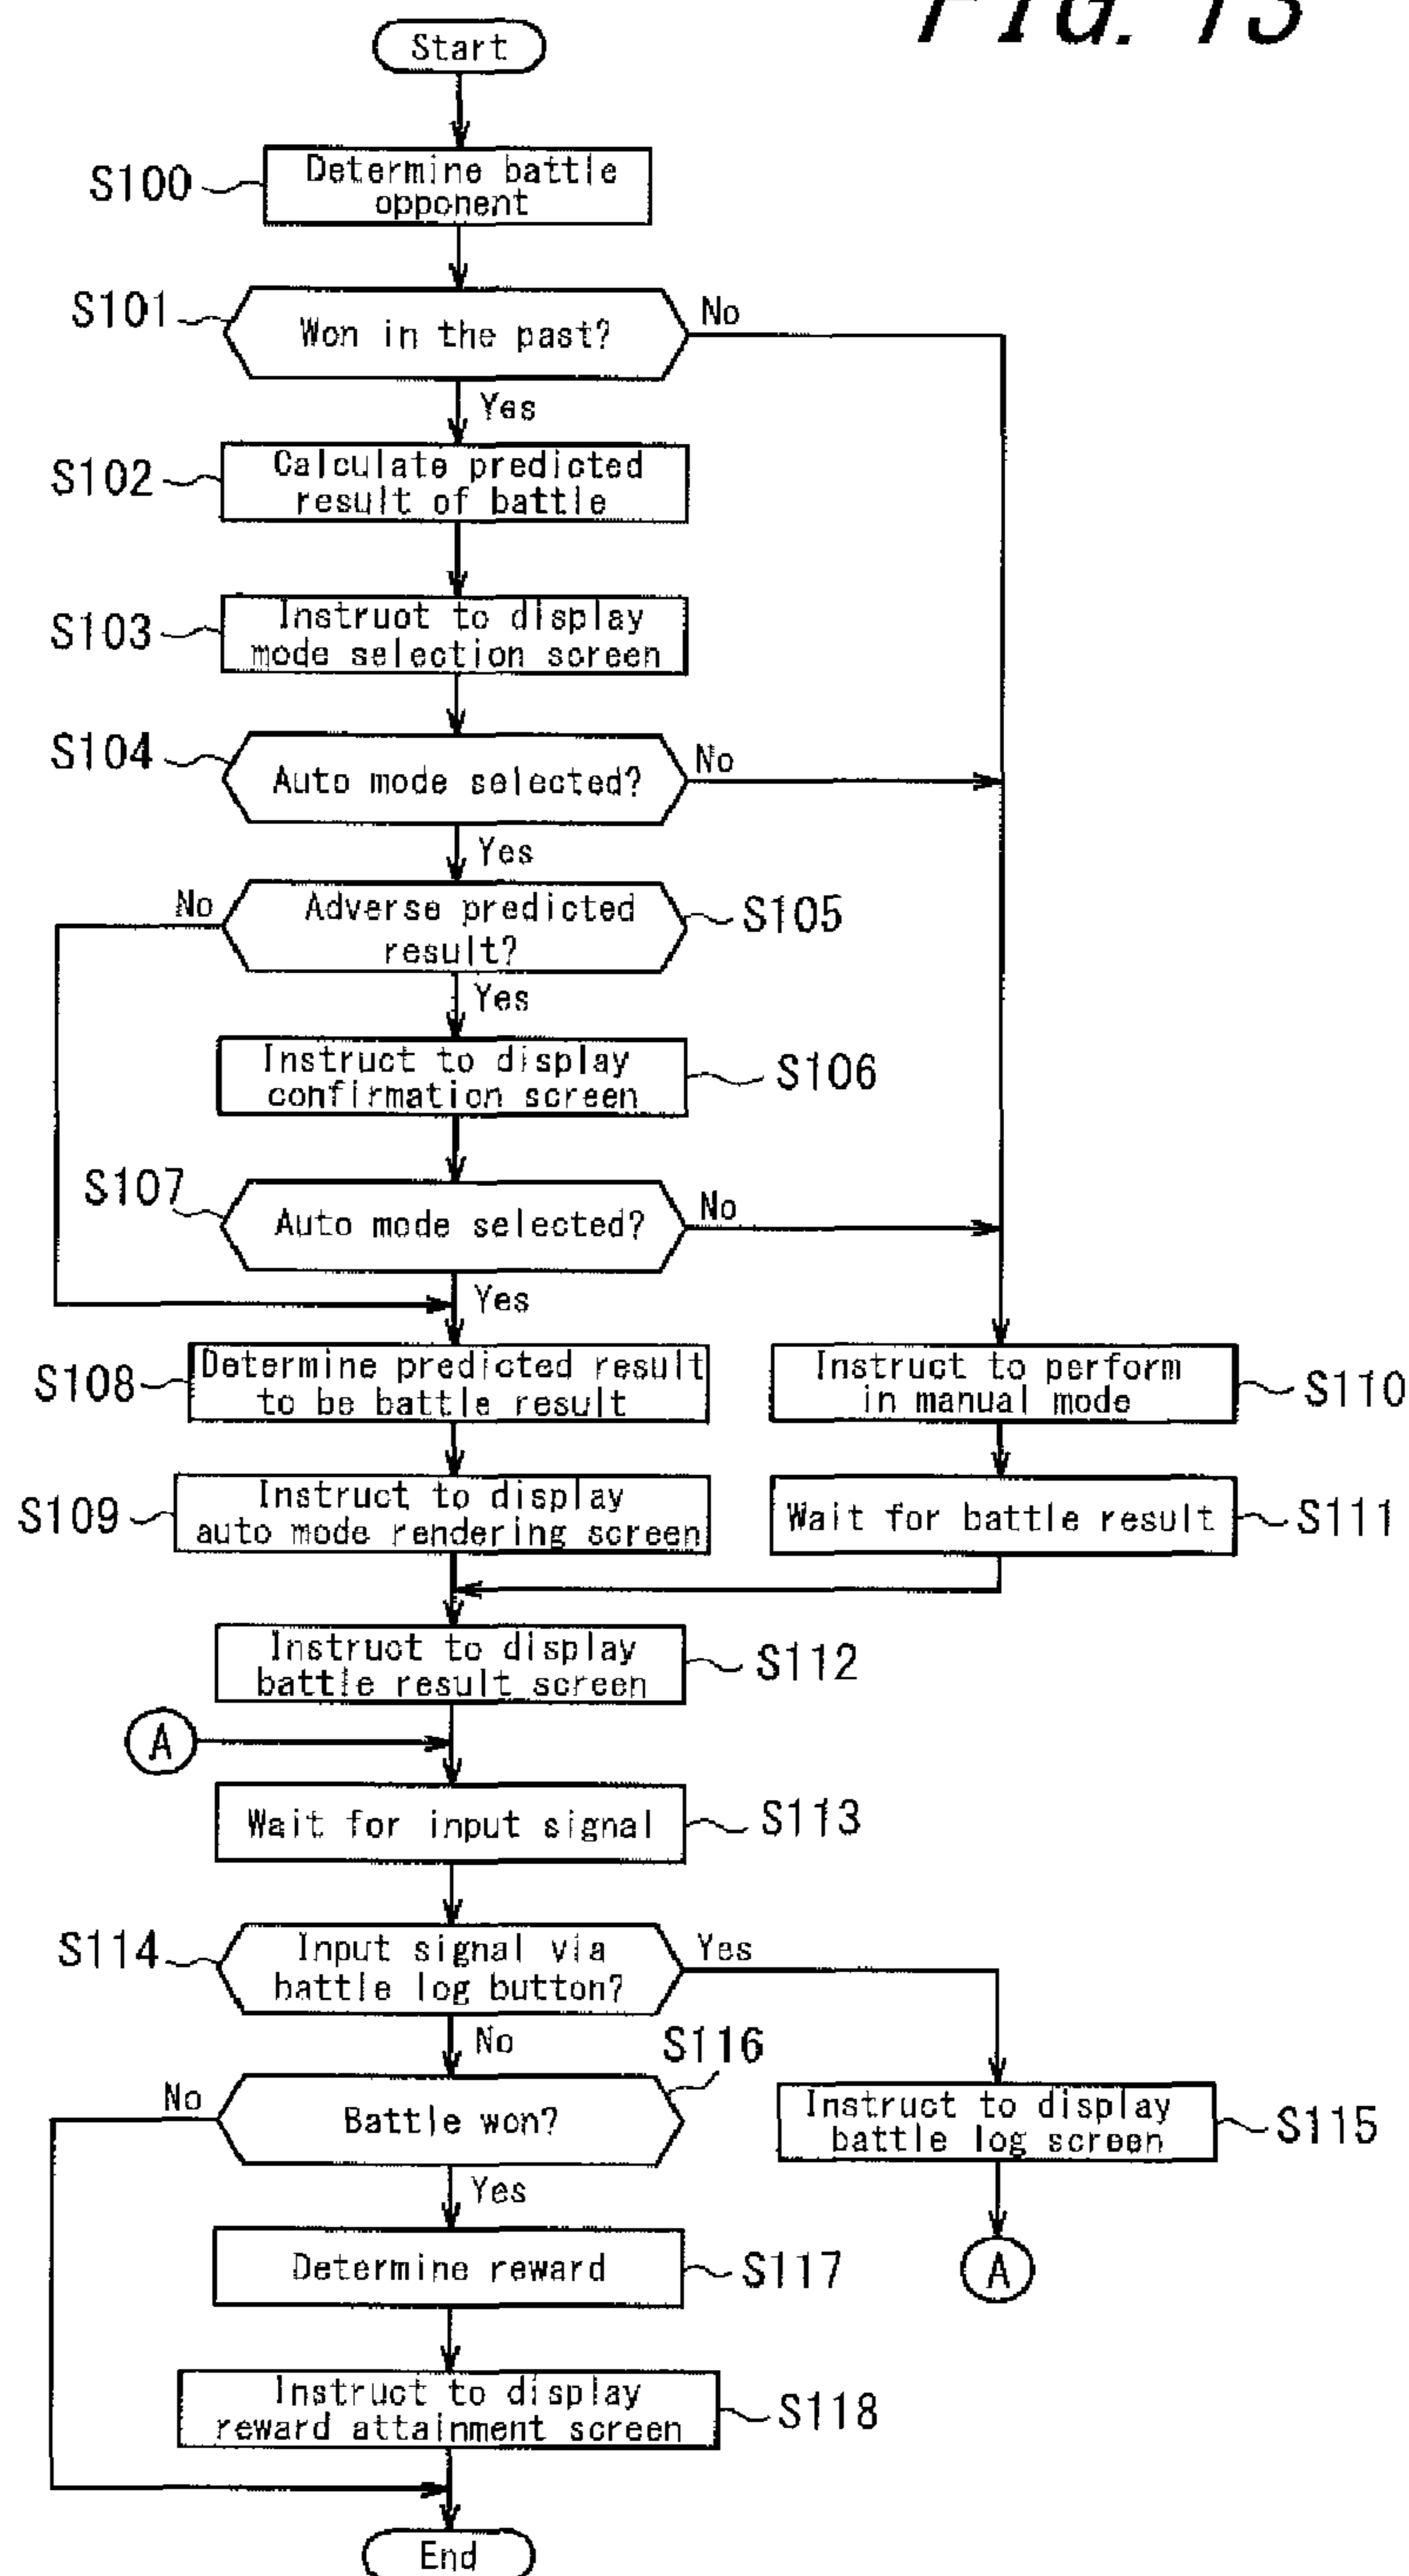 FIG. 13
Start
S100
Determine battle
opponent
S101
Won in the past?
No
Yes
S102
Calculate predicted
result of battle
S103
Instruct to display
mode selection screen
S104
Auto mode selected?
No
Yes
No
Adverse predicted
result?
S105
Yes
Instruct to display
confirmation screen
S106
S107
Auto mode selected?
No
Yes
S108
Determine predicted result
to be battle result
Instruct to perform
in manual mode
S110
S109
Instruct to display
auto mode rendering screen
Wait for battle result
S111
Instruct to display
battle result screen
S112
A
Wait for input signal
S113
S114
Input signal via
battle log button?
Yes
No
S116
No
Battle won?
Instruct to display
battle log screen
S115
Yes
Determine reward
S117
A
Instruct to display
reward attainment screen
S118
End